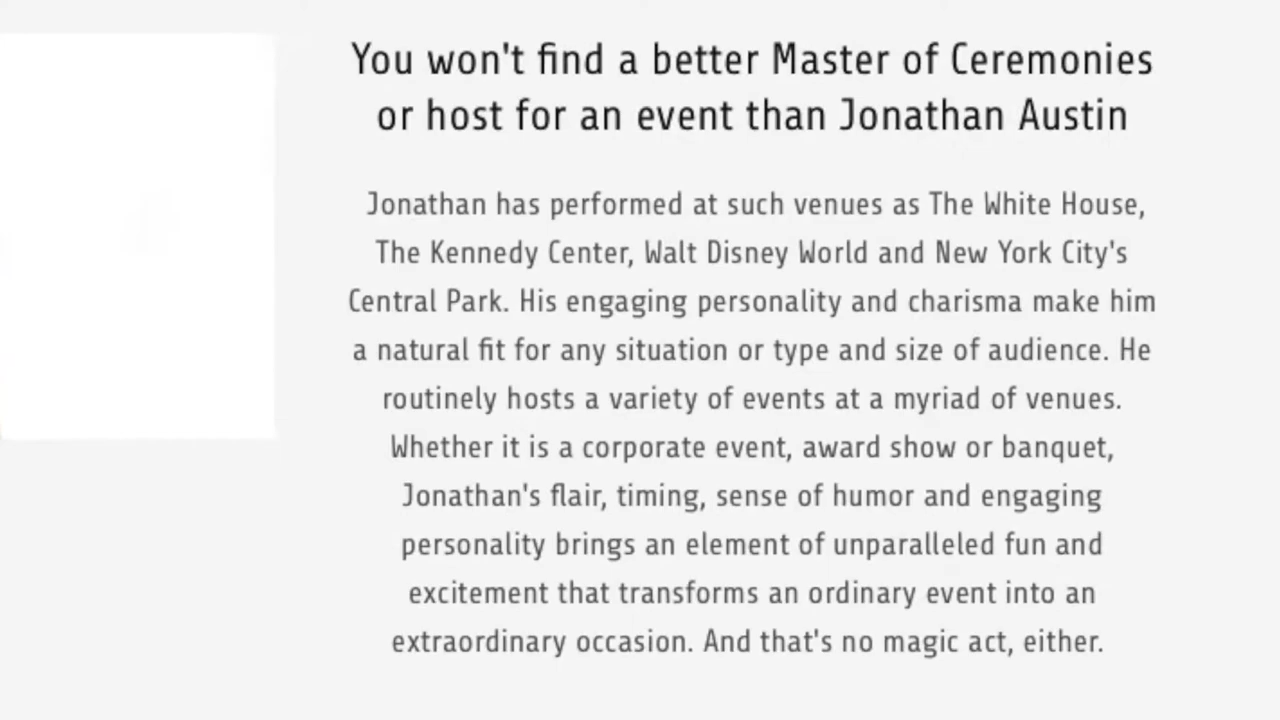 You won't find a better Master of Ceremonies
or host for an event than Jonathan Austin
Jonathan has performed at such venues as The White House,
The Kennedy Center, Walt Disney World and New York City's
Central Park. His engaging personality and charisma make him
a natural fit for any situation or type and size of audience. He
routinely hosts a variety of events at a myriad of venues.
Whether it is a corporate event, award show or banquet,
Jonathan's flair, timing, sense of humor and engaging
personality brings an element of unparalleled fun and
excitement that transforms an ordinary event into an
extraordinary occasion. And that's no magic act, either.